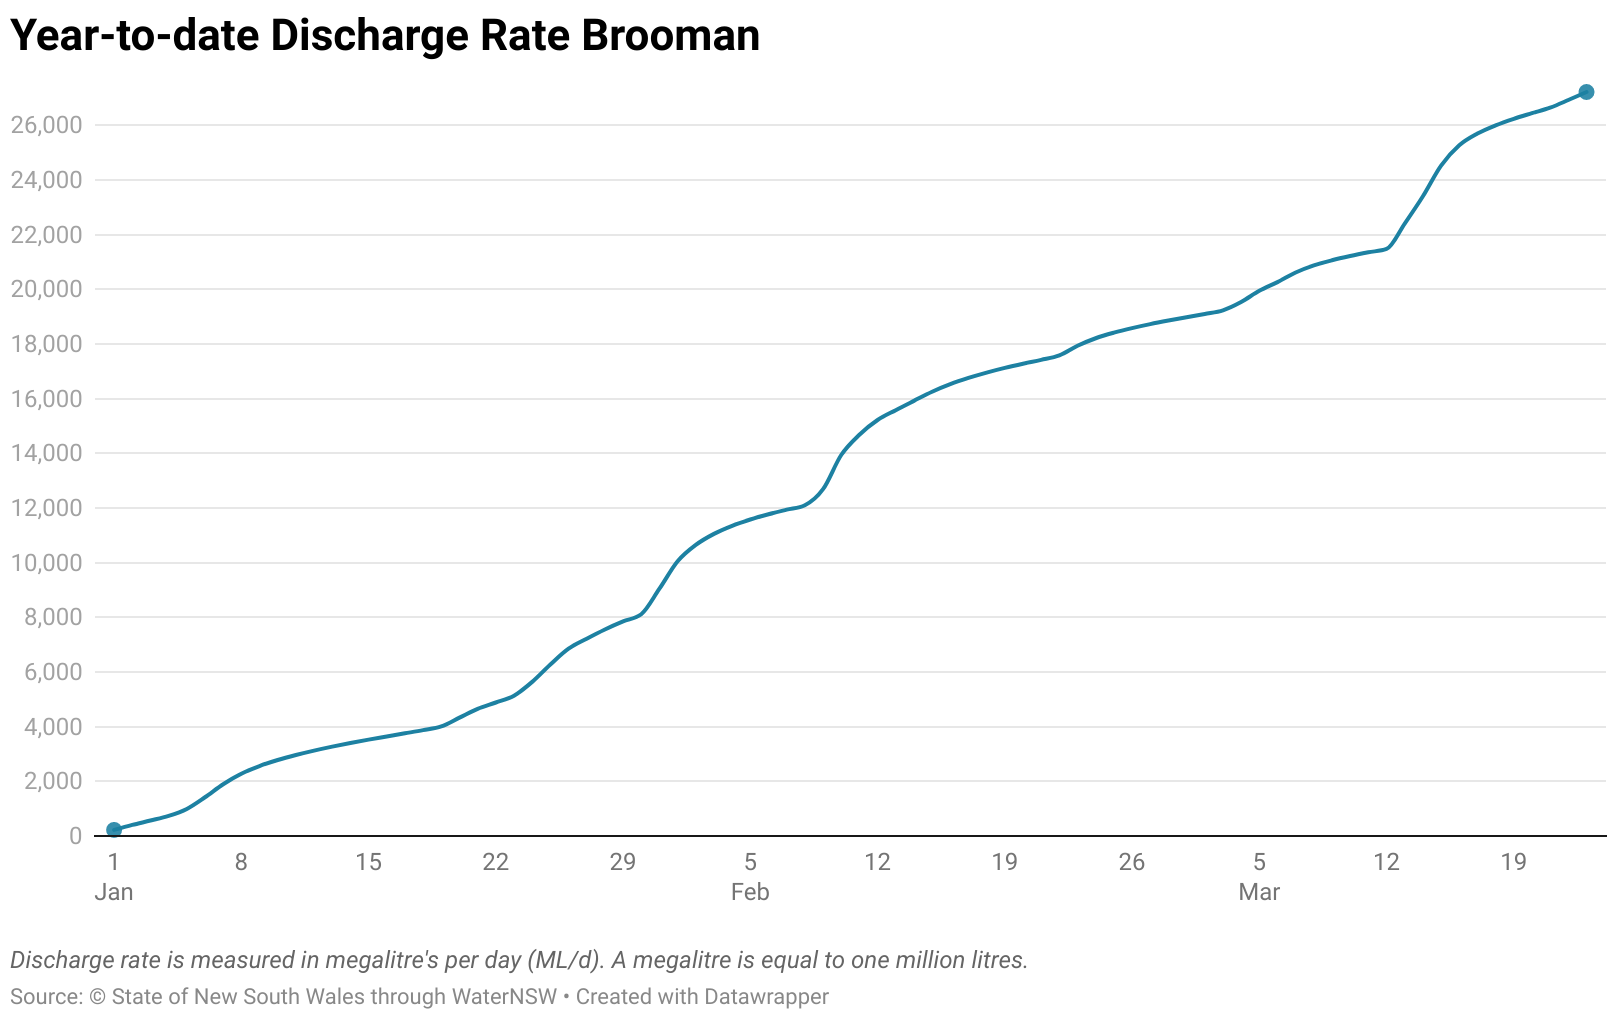 Year-to-date Discharge Rate Brooman
26,000
24,000
22,000
20,000
18,000
16,000
14,000
12,000
10,000
8,000
6,000
4,000
2,000
0
1 8 15 22 29 5 12 19 26 5 12 19
Jan Feb Mar
Discharge rate is measured in megalitre's per day (ML/d). A megalitre is equal to one million litres.
Source: © State of New South Wales through WaterNSW • Created with Datawrapper